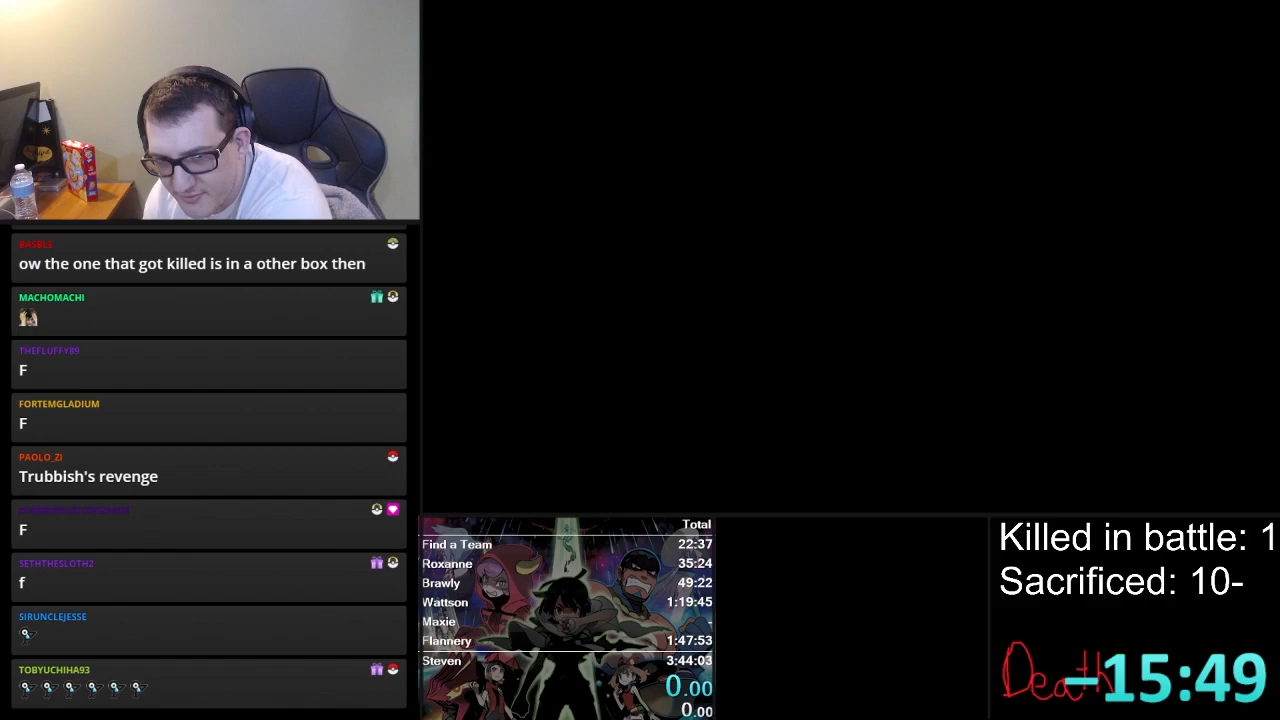 BASBLE
ow the one that got killed is in a other box then
MACHOMACHI
THEFLUFFY89
F
FORTEMGLADIUM
F
PAOLO_ZI
Trubbish's revenge
F
SETHTHESLOTH2
f
SIRUNCLEJESSE
TOBYUCHIHA93
Total
Find a Team 22:37
Roxanne 35:24
Brawly 49:22
Wattson 1:19:45
Maxie -
Flannery 1:47:53
Steven 3:44:03
0.00
0.00
Killed in battle: 1
Sacrificed: 10-
Death -15:49